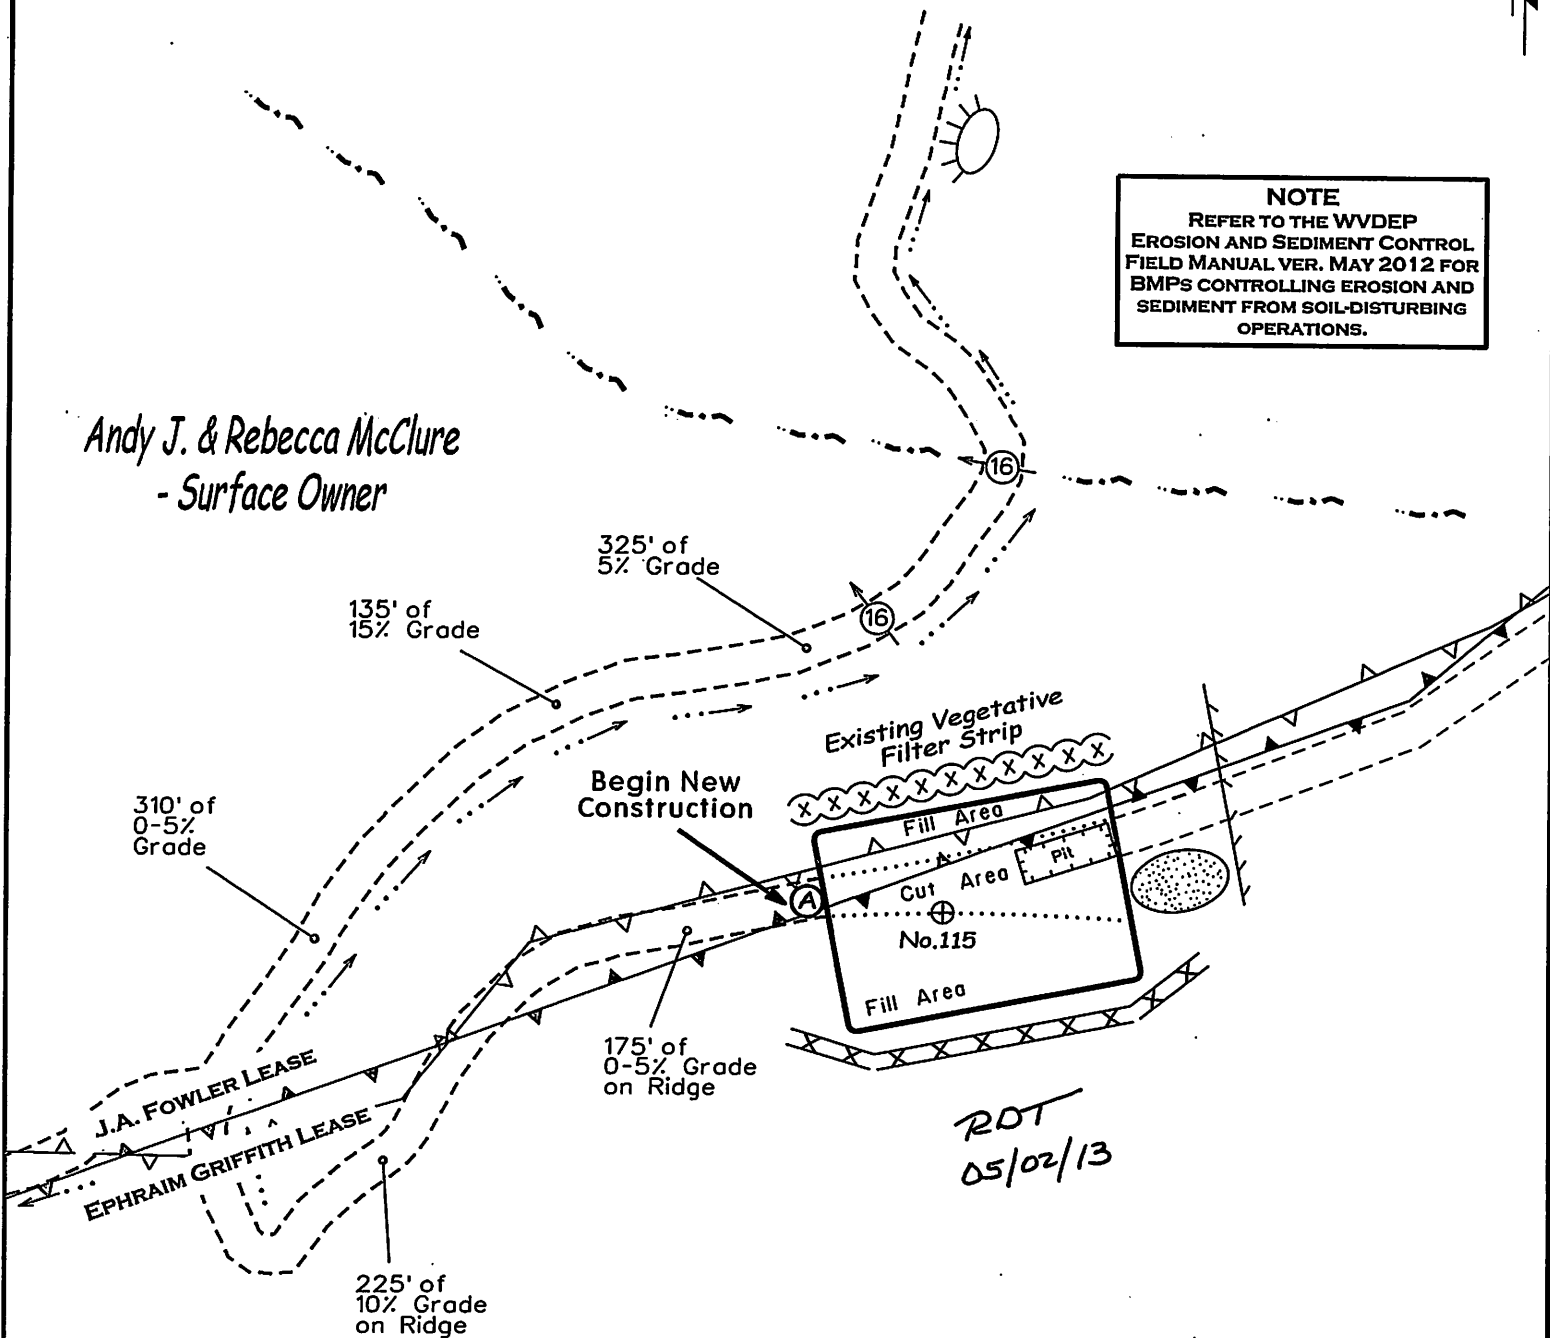 NOTE
REFER TO THE WVDEP
EROSION AND SEDIMENT CONTROL
FIELD MANUAL VER. MAY 2012 FOR
BMPS CONTROLLING EROSION AND
SEDIMENT FROM SOIL-DISTURBING
OPERATIONS.
Andy J. & Rebecca McClure
- Surface Owner
16
325' of
5% Grade
16
135' of
15% Grade
Existing Vegetative
Filter Strip
X X X X X X X X X X X
Begin New
Construction
310' of
0-5%
Grade
Fill Area
Pit
Cut Area
A
No.115
Fill Area
175' of
0-5% Grade
on Ridge
J.A. FOWLER LEASE
EPHRAIM GRIFFITH LEASE
RDT
05/02/13
225' of
10% Grade
on Ridge